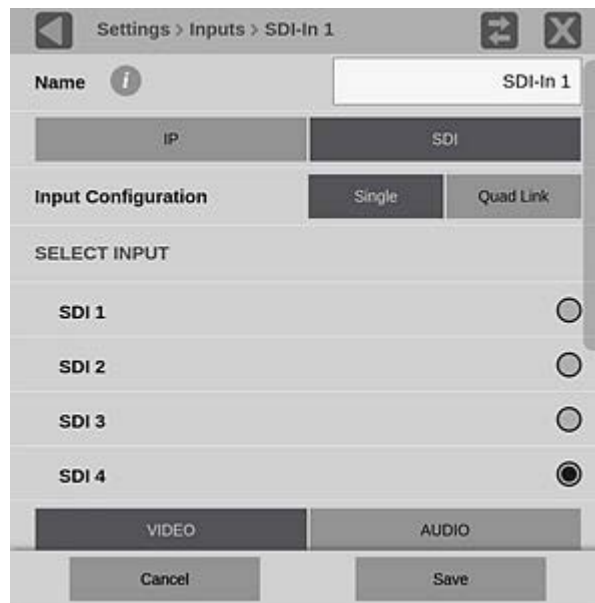 Settings > Inputs > SDI-In 1
Name i SDI-In 1
IP SDI
Input Configuration Single Quad Link
SELECT INPUT
SDI 1
SDI 2
SDI 3
SDI 4
VIDEO AUDIO
Cancel Save